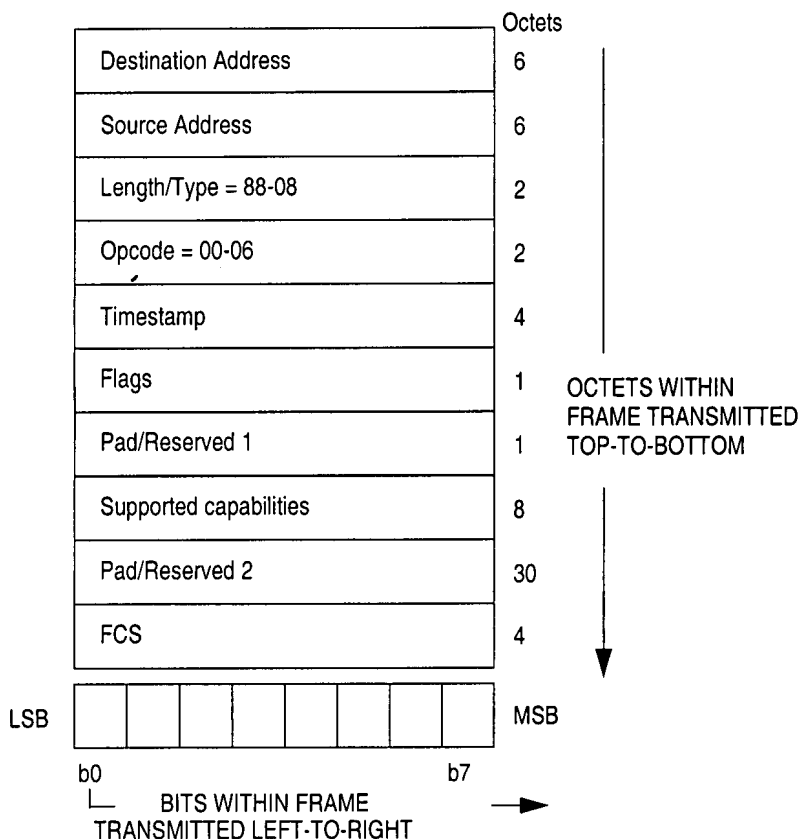 Octets
Destination Address 6
Source Address 6
Length/Type = 88-08 2
Opcode = 00-06 2
Timestamp 4
Flags 1
Pad/Reserved 1 1
Supported capabilities 8
Pad/Reserved 2 30
FCS 4
OCTETS WITHIN
FRAME TRANSMITTED
TOP-TO-BOTTOM
LSB MSB
b0 b7
BITS WITHIN FRAME
TRANSMITTED LEFT-TO-RIGHT